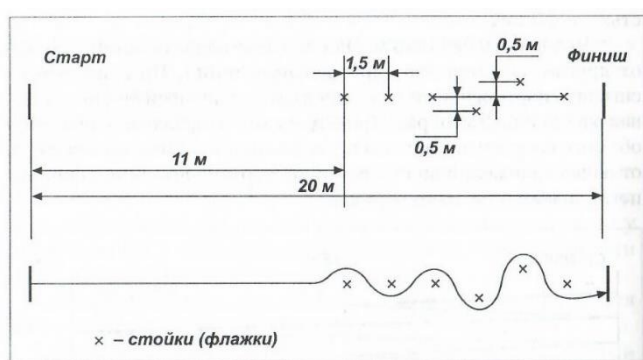 Старт
Финиш
1,5 м
0,5 м
0,5 м
11 м
20 м
× – стойки (флажки)